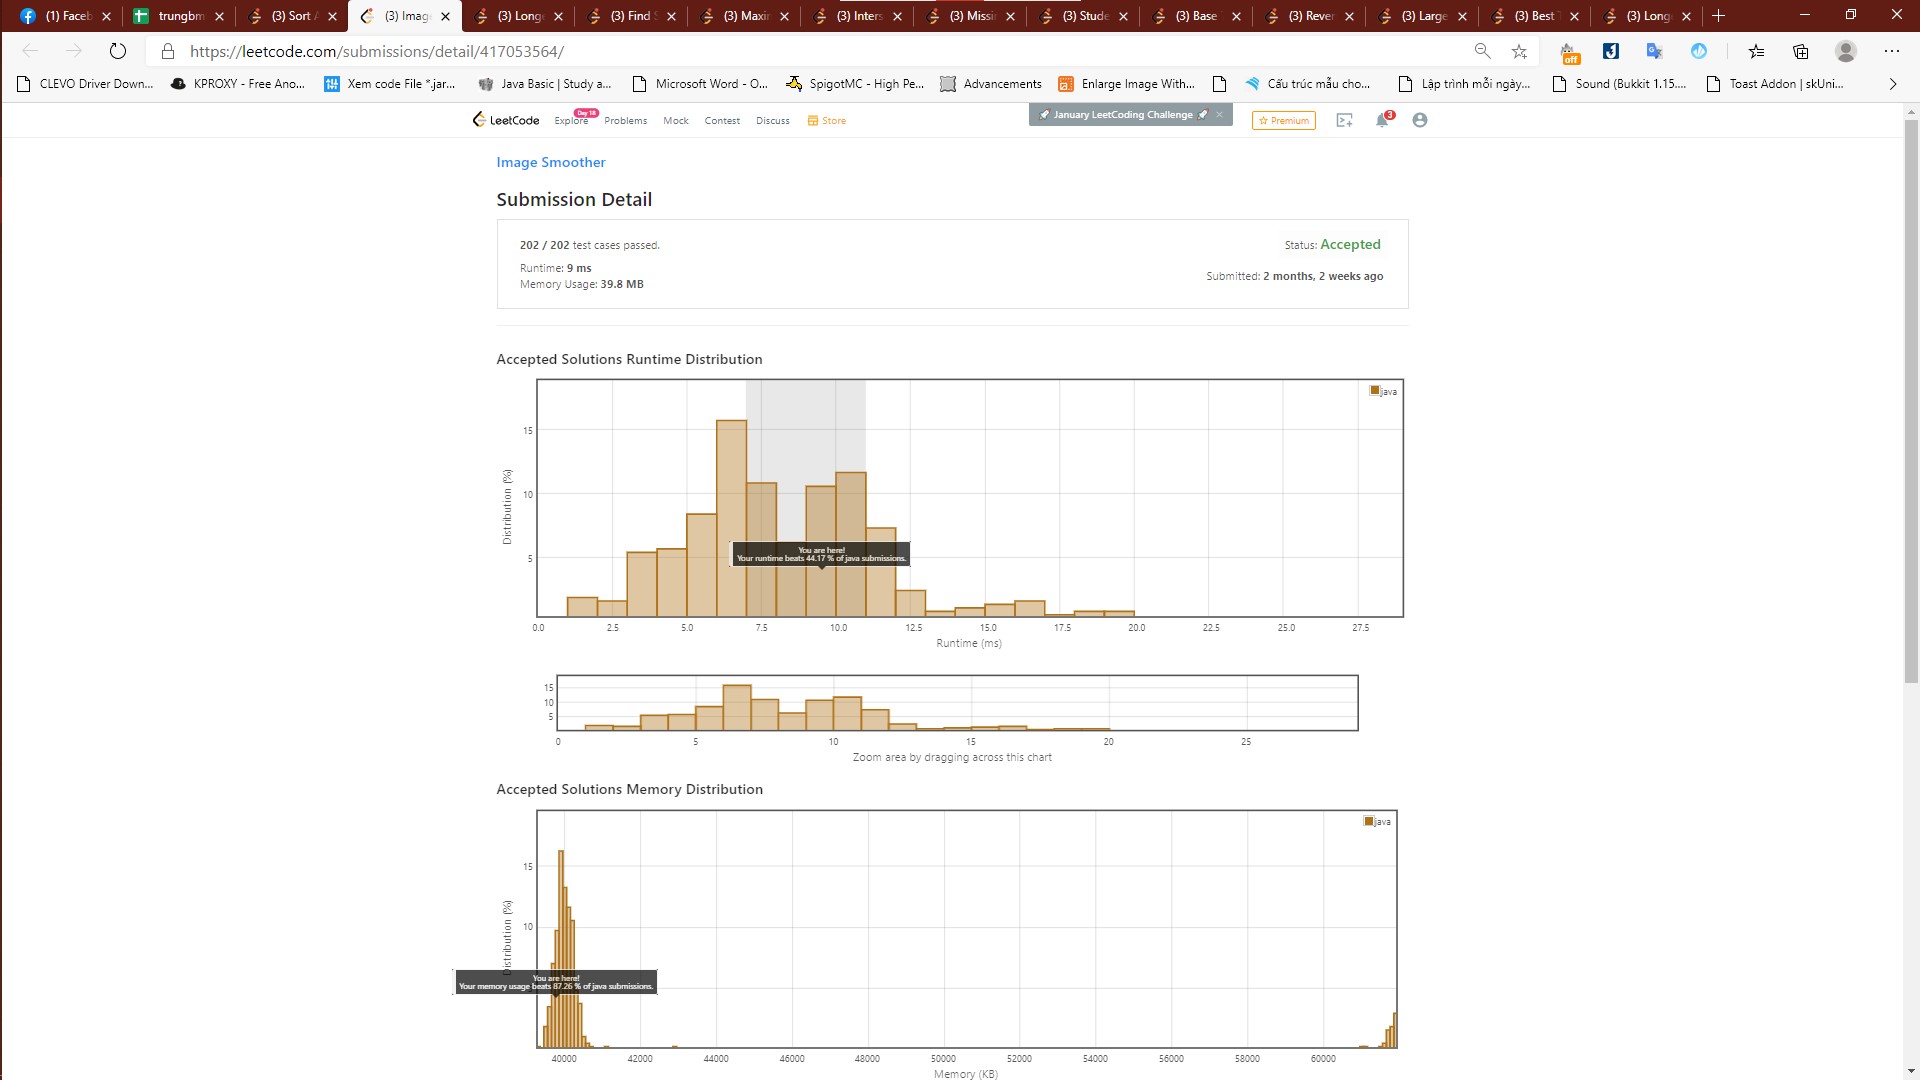 (1) Faceb
trungbm
(3) Sort A
(3) Imag
(3) Long
(3) Find S
(3) Maxi
(3) Inters
(3) Missi
(3) Stude
(3) Base
(3) Rever
(3) Large
(3) Best T
(3) Long
https://leetcode.com/submissions/detail/417053564/
off
CLEVO Driver Down...
KPROXY - Free Ano...
Xem code File *.jar...
Java Basic | Study a...
Microsoft Word - O...
SpigotMC - High Pe...
Advancements
Enlarge Image With...
Cấu trúc mẫu cho...
Lập trình mỗi ngày...
Sound (Bukkit 1.15....
Toast Addon | skUni...
LeetCode
Explore
Day 18
Problems
Mock
Contest
Discuss
Store
January LeetCoding Challenge
Premium
3
Image Smoother
Submission Detail
202 / 202 test cases passed.
Status: Accepted
Runtime: 9 ms
Memory Usage: 39.8 MB
Submitted: 2 months, 2 weeks ago
Accepted Solutions Runtime Distribution
java
15
10
5
Distribution (%)
You are here!
Your runtime beats 44.17 % of java submissions.
0.0 2.5 5.0 7.5 10.0 12.5 15.0 17.5 20.0 22.5 25.0 27.5
Runtime (ms)
15
10
5
0 5 10 15 20 25
Zoom area by dragging across this chart
Accepted Solutions Memory Distribution
java
15
10
Distribution (%)
You are here!
Your memory usage beats 87.26 % of java submissions.
40000 42000 44000 46000 48000 50000 52000 54000 56000 58000 60000
Memory (KB)